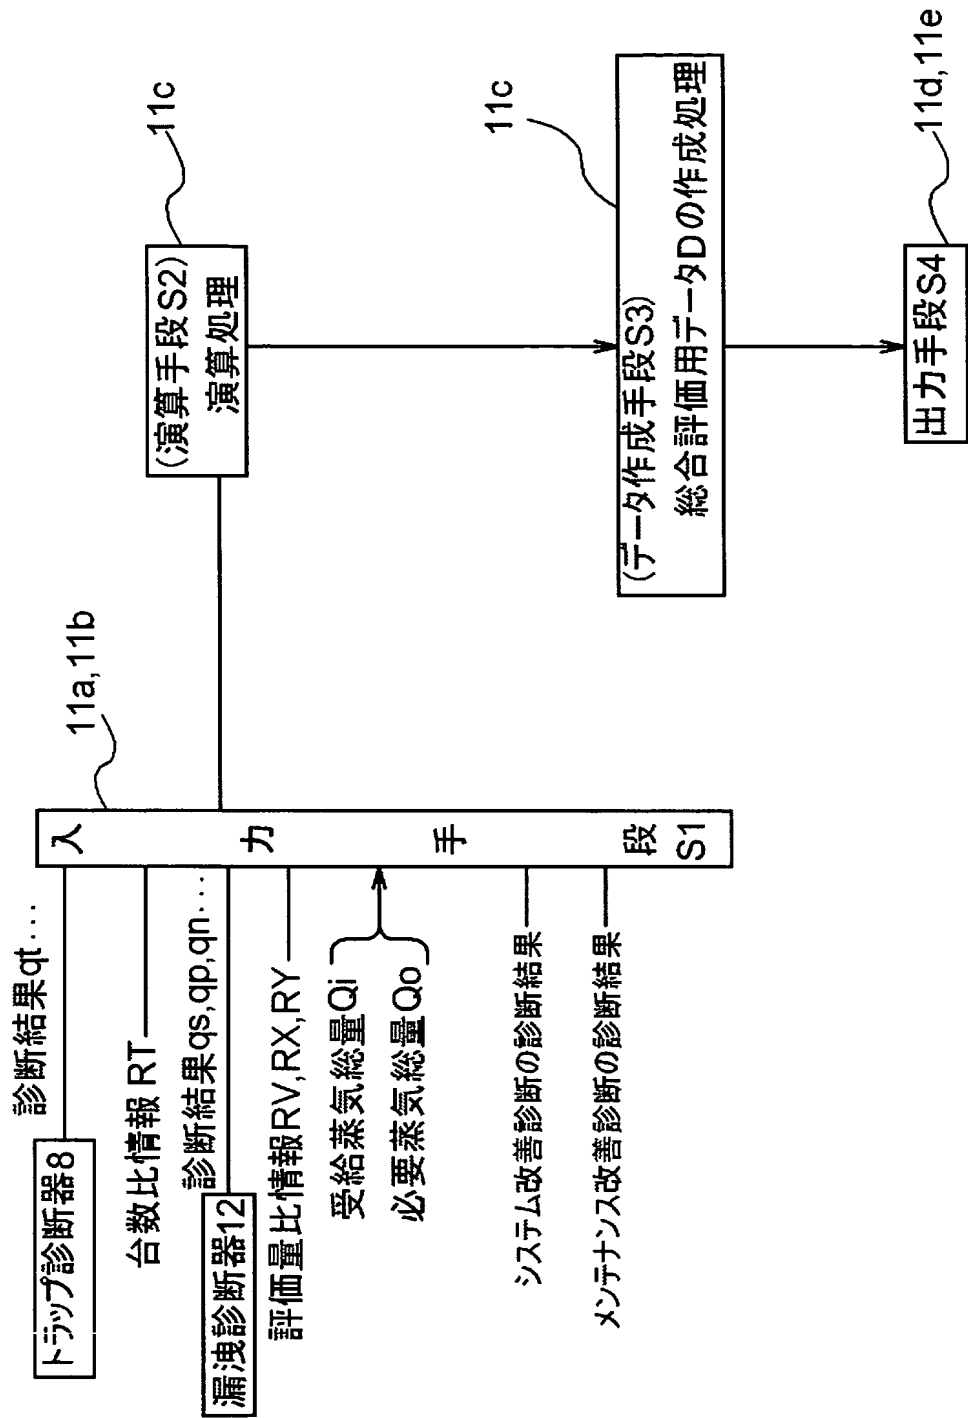 トラップ診断器8
診断結果qt…
台数比情報RT
漏洩診断器12
診断結果qs,qp,qn…
評価量比情報RV,RX,RY
受給蒸気総量Qi
必要蒸気総量Qo
システム改善診断の診断結果
メンテナンス改善診断の診断結果
入力手段S1
11a,11b
(演算手段S2)
演算処理
11c
(データ作成手段S3)
総合評価用データDの作成処理
11c
出力手段S4
11d,11e